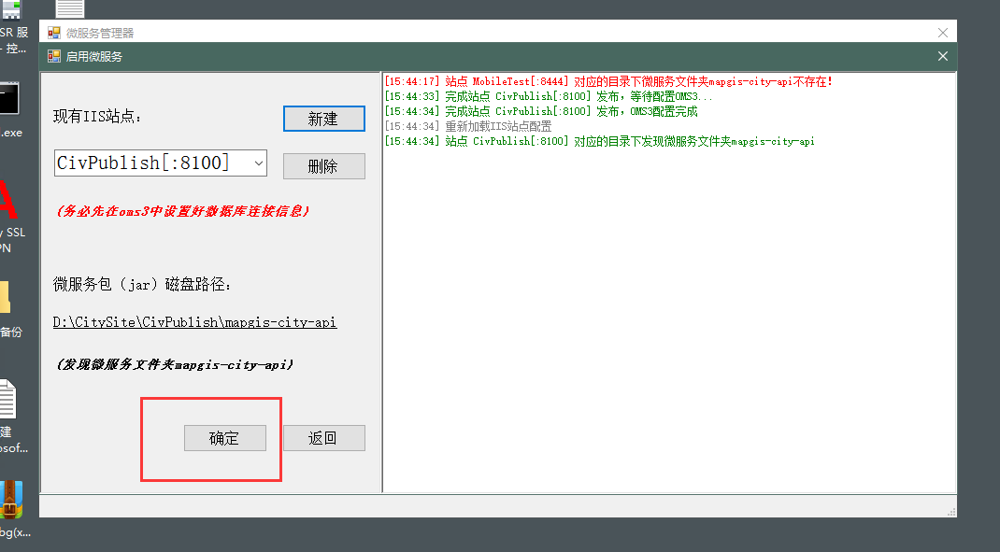 SR 服
- 控...
.exe
y SSL
PN
备份
建
osof...
bg(x...
微服务管理器
启用微服务
现有IIS站点:
新建
CivPublish[:8100]
删除
(务必先在oms3中设置好数据库连接信息)
微服务包（jar）磁盘路径:
D:\CitySite\CivPublish\mapgis-city-api
(发现微服务文件夹mapgis-city-api)
确定
返回
[15:44:17] 站点 MobileTest[:8444] 对应的目录下微服务文件夹mapgis-city-api不存在!
[15:44:33] 完成站点 CivPublish[:8100] 发布，等待配置OMS3...
[15:44:34] 完成站点 CivPublish[:8100] 发布，OMS3配置完成
[15:44:34] 重新加载IIS站点配置
[15:44:34] 站点 CivPublish[:8100] 对应的目录下发现微服务文件夹mapgis-city-api